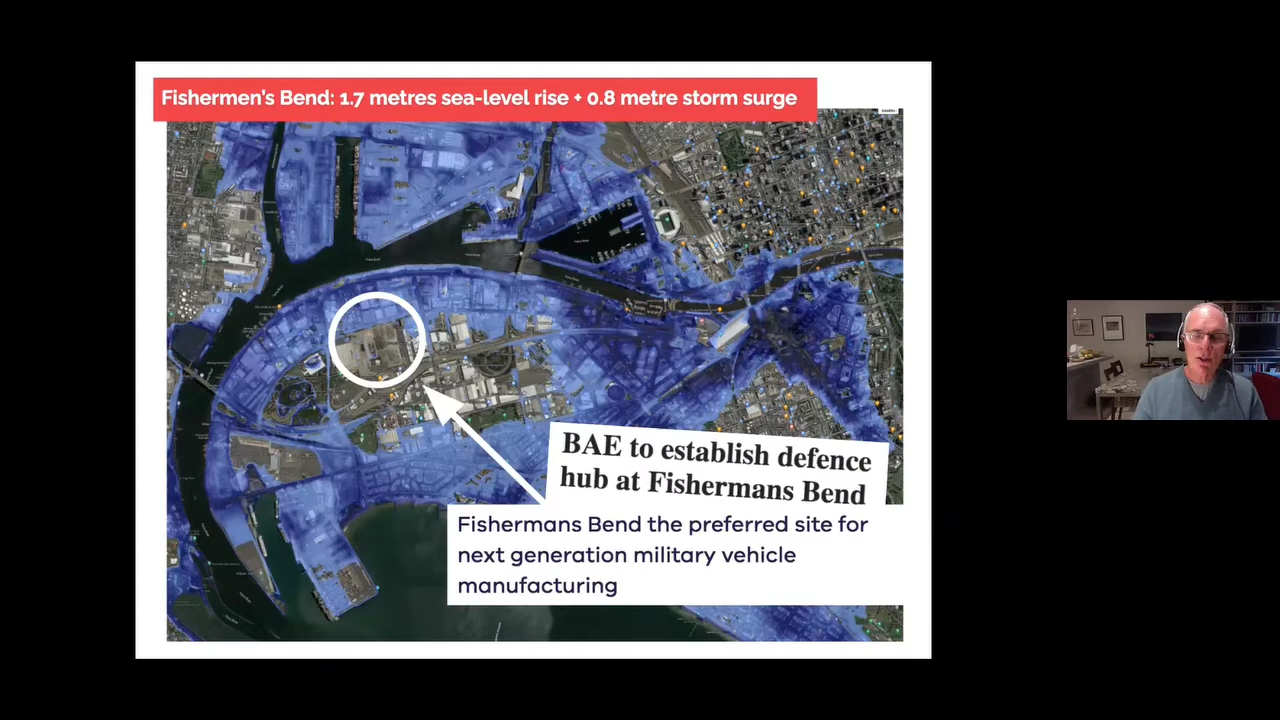 Fishermen's Bend: 1.7 metres sea-level rise + 0.8 metre storm surge
BAE to establish defence
hub at Fishermans Bend
Fishermans Bend the preferred site for
next generation military vehicle
manufacturing